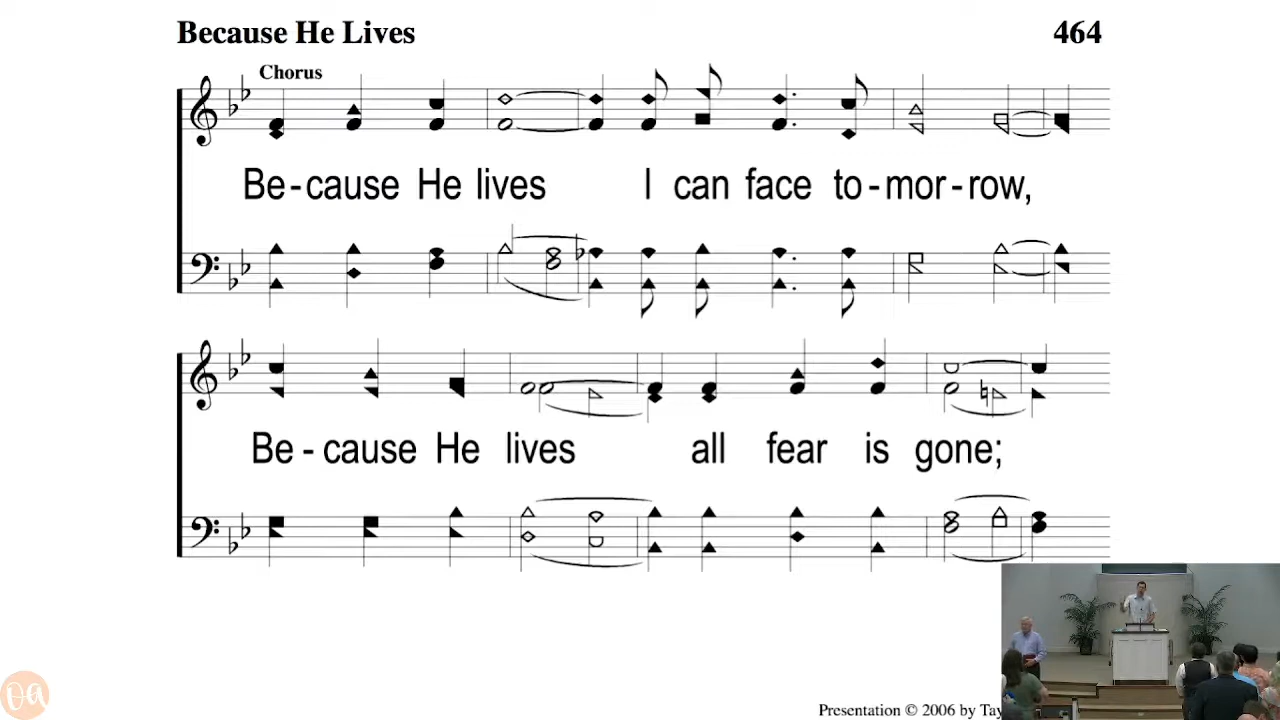 Because He Lives 464
Chorus
Be-cause He lives I can face to-mor-row,
Be-cause He lives all fear is gone;
Presentation © 2006 by